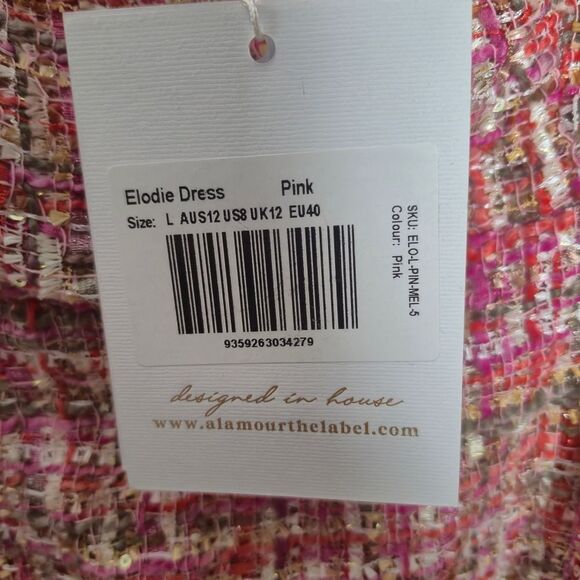 Elodie Dress Pink
Size: L AUS12 US8 UK12 EU40
9359263034279
SKU: ELO-L-PIN-MEL-5
Colour: Pink
designed in house
www.alamourthelabel.com